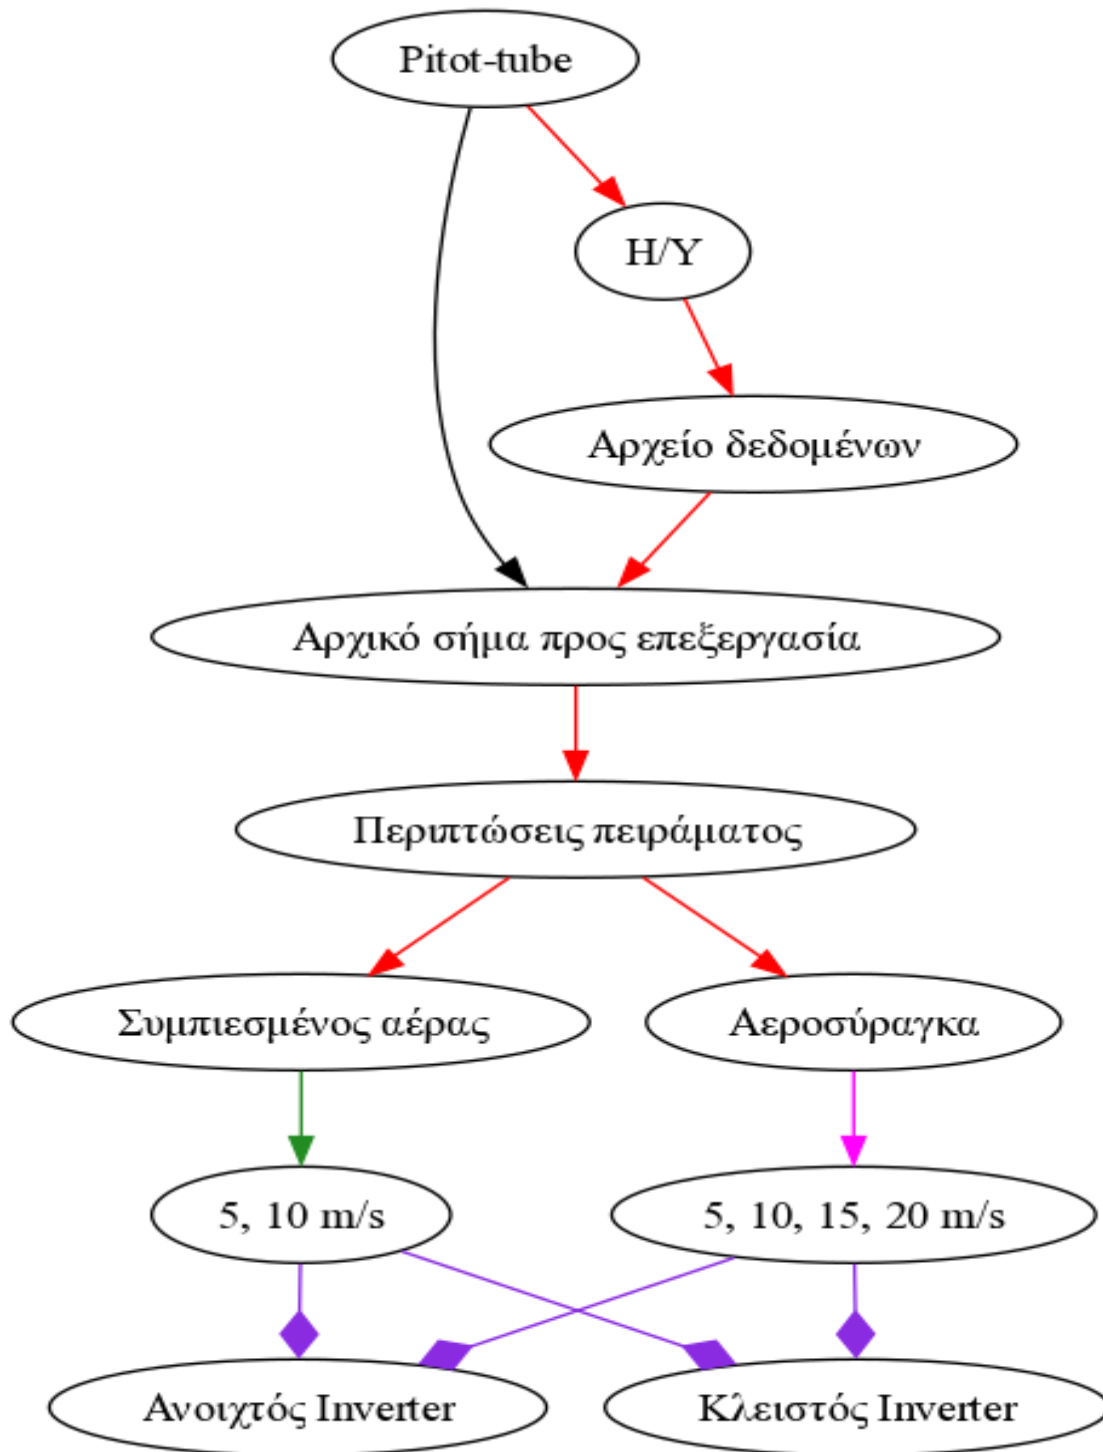 Pitot-tube
Η/Υ
Αρχείο δεδομένων
Αρχικό σήμα προς επεξεργασία
Περιπτώσεις πειράματος
Συμπιεσμένος αέρας
Αεροσύραγκα
5, 10 m/s
5, 10, 15, 20 m/s
Ανοιχτός Inverter
Κλειστός Inverter